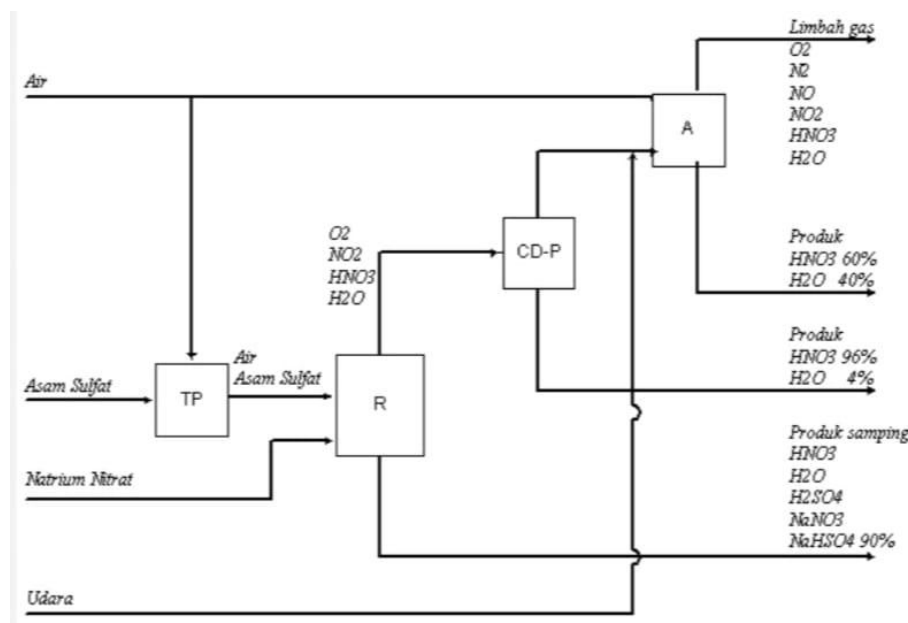 Limbah gas
O2
N2
NO
NO2
HNO3
H2O
Air
A
O2
NO2
HNO3
H2O
CD-P
Produk
HNO3 60%
H2O 40%
Produk
HNO3 96%
H2O 4%
Asam Sulfat
TP
Air
Asam Sulfat
R
Natrium Nitrat
Produk samping
HNO3
H2O
H2SO4
NaNO3
NaHSO4 90%
Udara